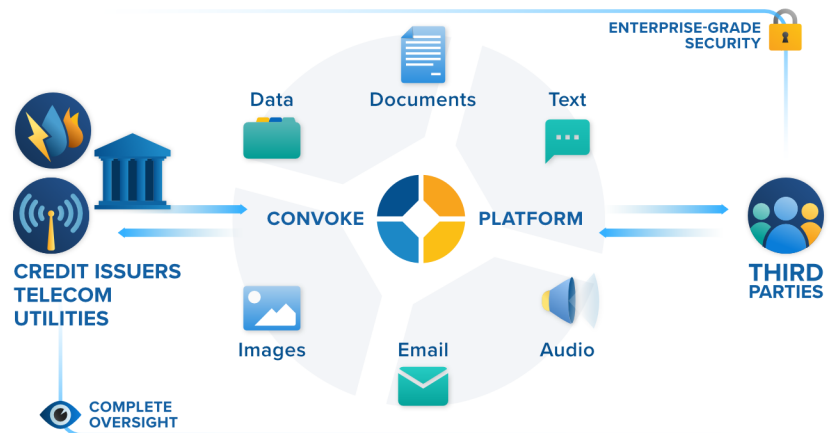 ENTERPRISE-GRADE
SECURITY
Data
Documents
Text
CONVOKE
PLATFORM
CREDIT ISSUERS
TELECOM
UTILITIES
THIRD
PARTIES
Images
Email
Audio
COMPLETE
OVERSIGHT